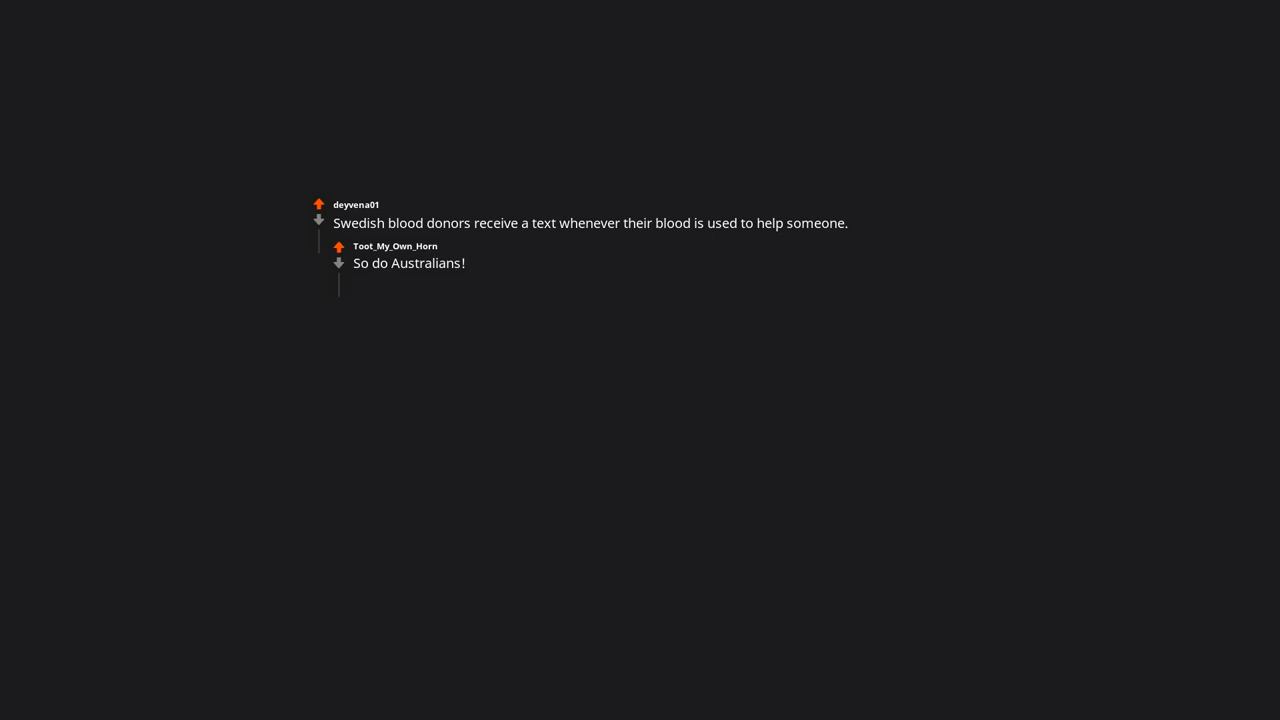 deyvena01
Swedish blood donors receive a text whenever their blood is used to help someone.
Toot_My_Own_Horn
So do Australians!